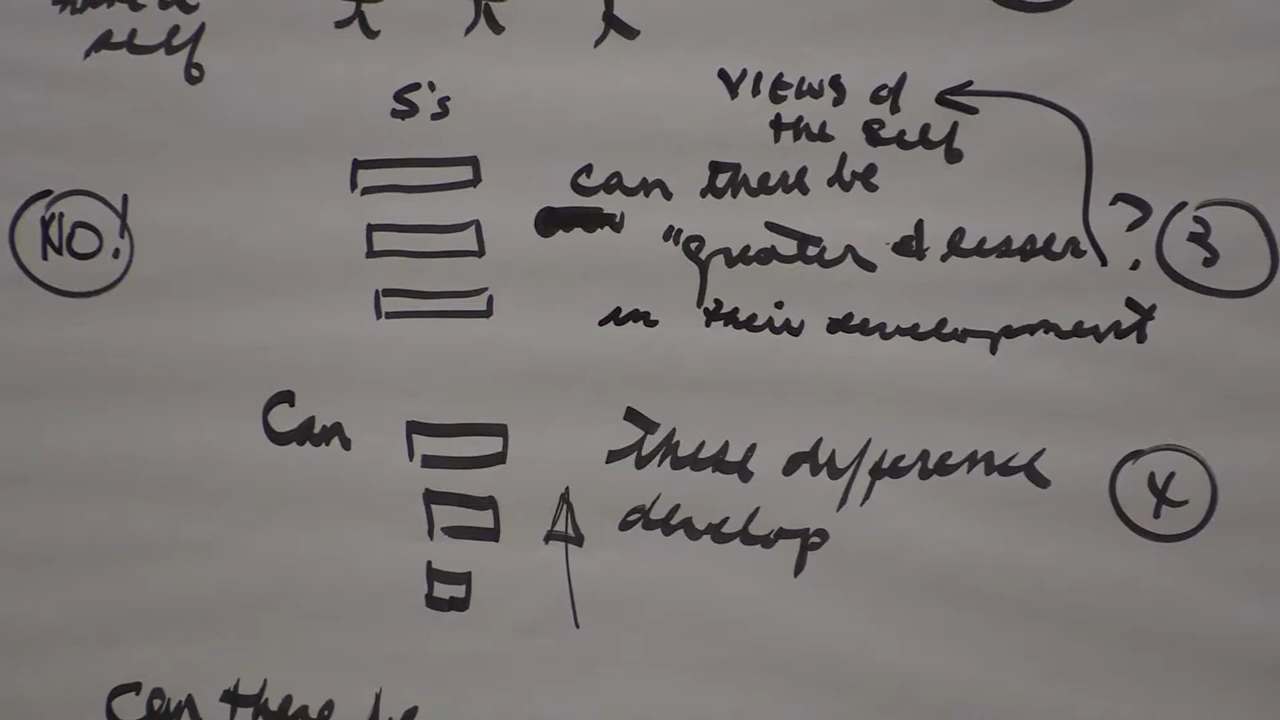 self
S's
VIEWS of
the self
can there be
NO!
"greater & lesser ?
3
in their development
Can
These difference
4
develop
Can there be